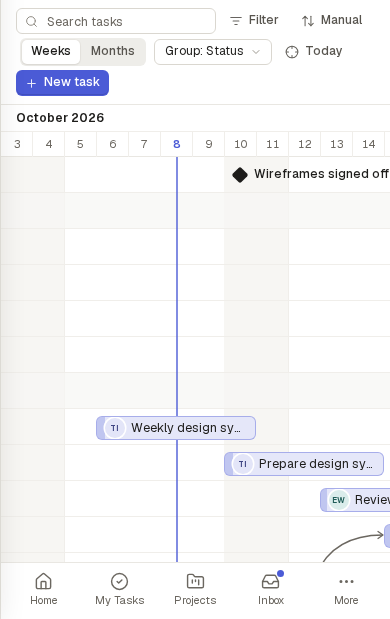 Search tasks
Filter
Manual
Weeks
Months
Group: Status
Today
New task
October 2026
3 4 5 6 7 8 9 10 11 12 13 14
Wireframes signed off
TI Weekly design sy…
TI Prepare design sy…
EW Review
Home
My Tasks
Projects
Inbox
More